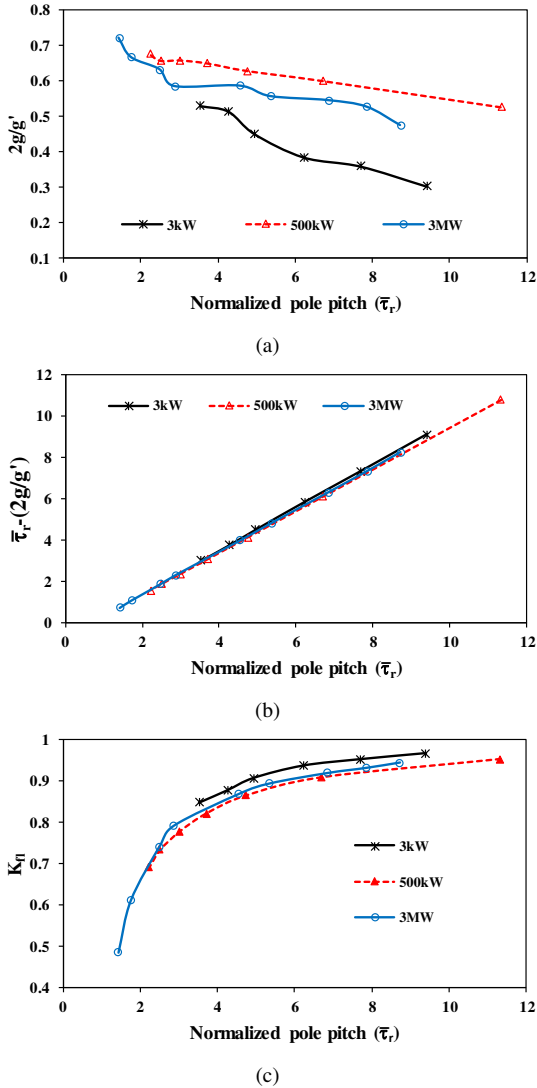 0.8
0.7
0.6
0.5
0.4
0.3
0.2
0.1
2g/g'
3kW 500kW 3MW
0 2 4 6 8 10 12
Normalized pole pitch (τ̅r)
(a)
12
10
8
6
4
2
0
τ̅r-(2g/g')
3kW 500kW 3MW
0 2 4 6 8 10 12
Normalized pole pitch (τ̅r)
(b)
1
0.9
0.8
0.7
0.6
0.5
0.4
Kfl
3kW
500kW
3MW
0 2 4 6 8 10 12
Normalized pole pitch (τ̅r)
(c)